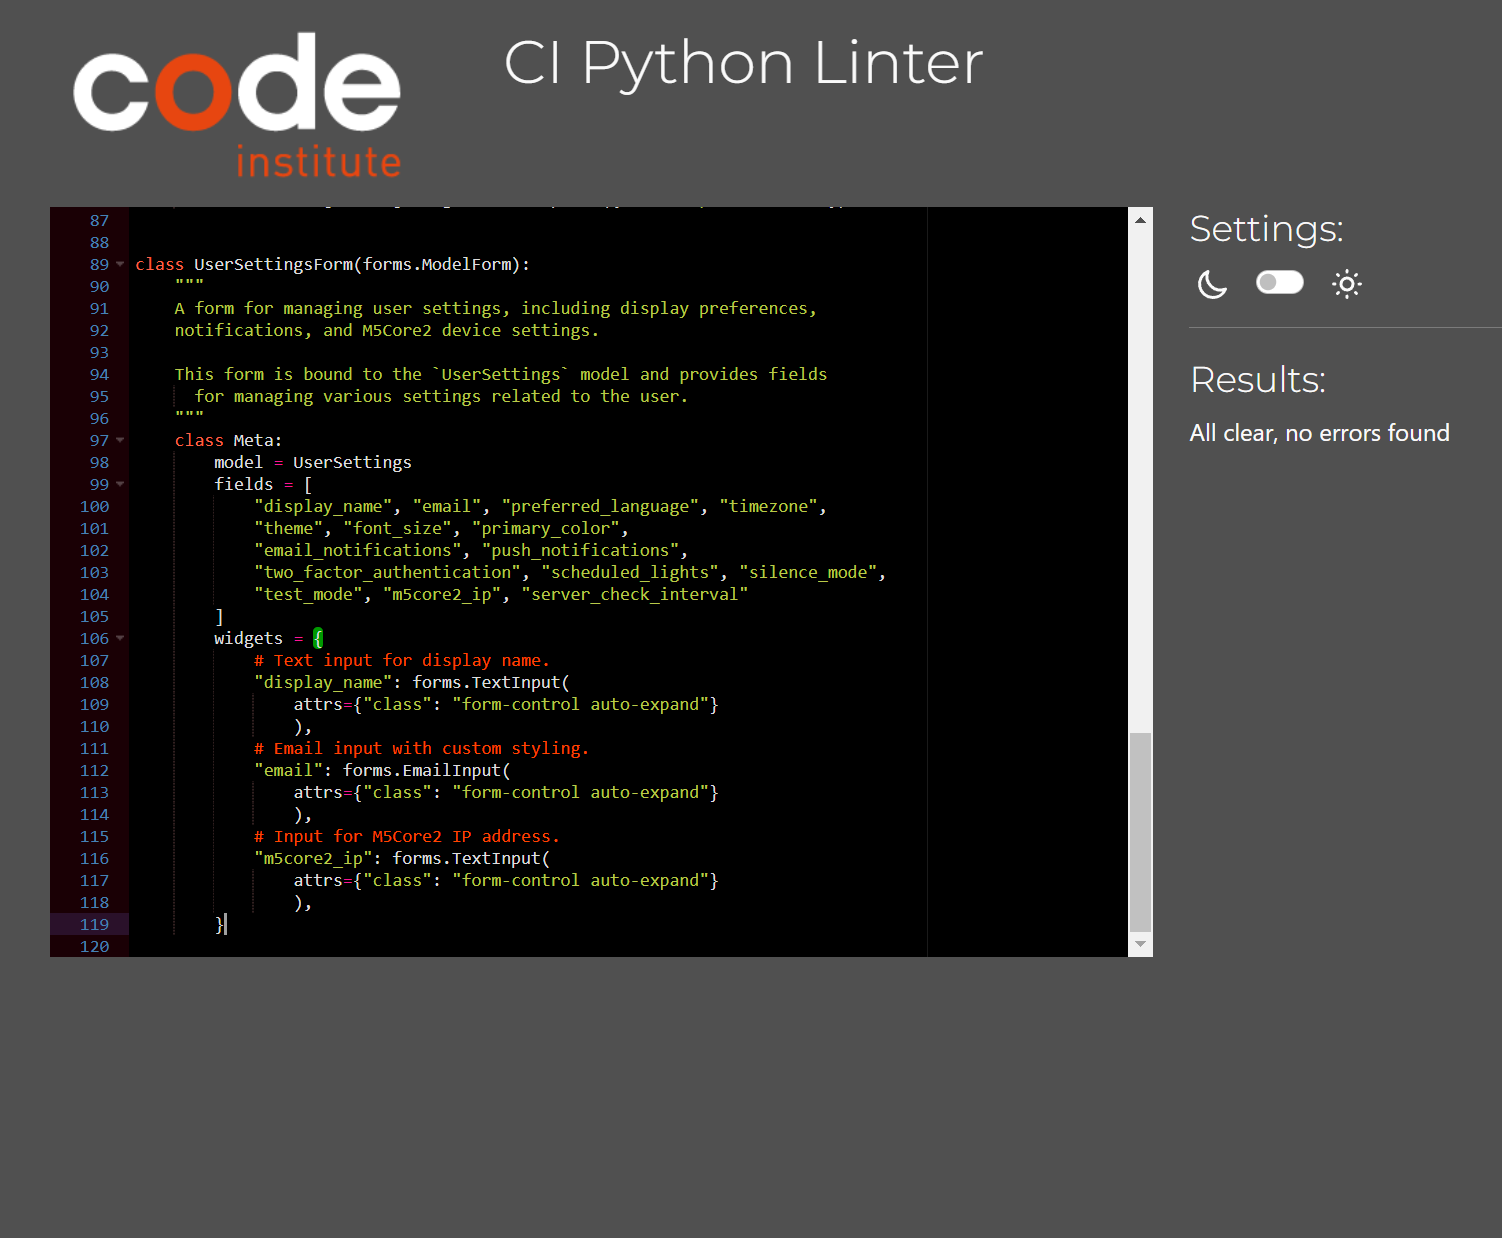 code
institute
CI Python Linter
87
88
89 class UserSettingsForm(forms.ModelForm):
90 """
91 A form for managing user settings, including display preferences,
92 notifications, and M5Core2 device settings.
93
94 This form is bound to the `UserSettings` model and provides fields
95 for managing various settings related to the user.
96 """
97 class Meta:
98 model = UserSettings
99 fields = [
100 "display_name", "email", "preferred_language", "timezone",
101 "theme", "font_size", "primary_color",
102 "email_notifications", "push_notifications",
103 "two_factor_authentication", "scheduled_lights", "silence_mode",
104 "test_mode", "m5core2_ip", "server_check_interval"
105 ]
106 widgets = {
107 # Text input for display name.
108 "display_name": forms.TextInput(
109 attrs={"class": "form-control auto-expand"}
110 ),
111 # Email input with custom styling.
112 "email": forms.EmailInput(
113 attrs={"class": "form-control auto-expand"}
114 ),
115 # Input for M5Core2 IP address.
116 "m5core2_ip": forms.TextInput(
117 attrs={"class": "form-control auto-expand"}
118 ),
119 }
120
Settings:
Results:
All clear, no errors found